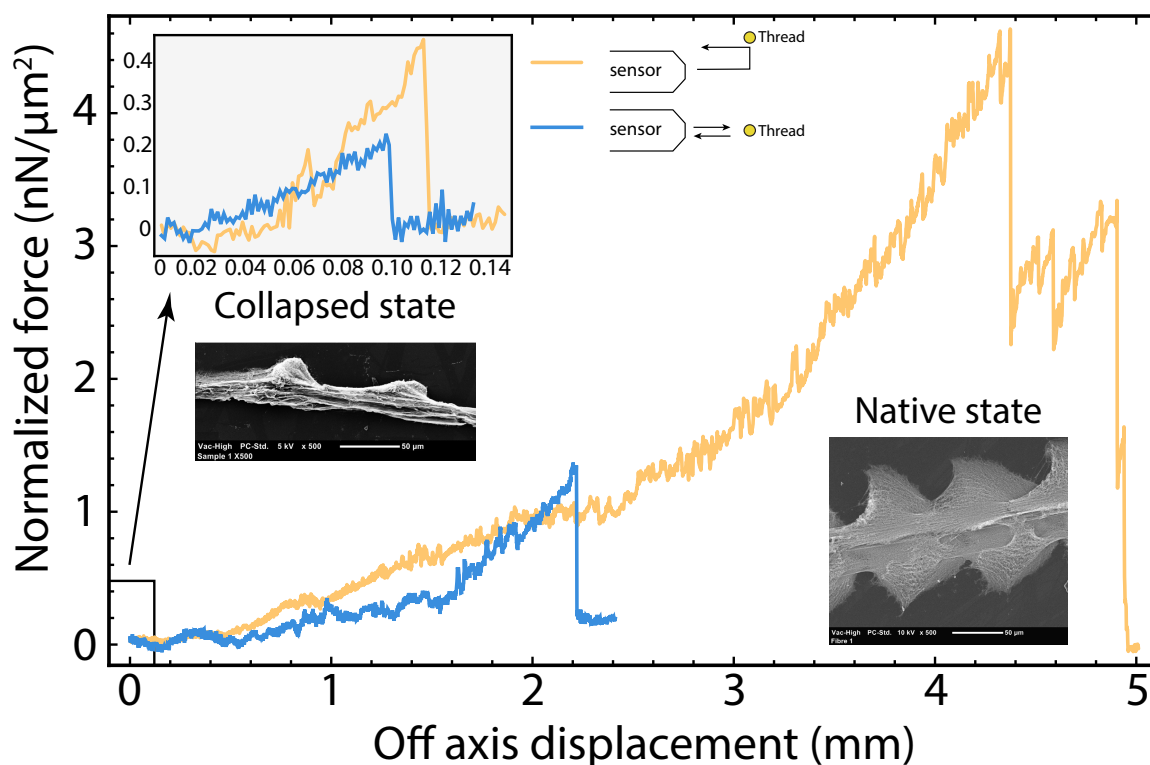 Normalized force (nN/μm²)
4
3
2
1
0
0.4
0.3
0.2
0.1
0
0 0.02 0.04 0.06 0.08 0.10 0.12 0.14
Collapsed state
Vac-High PC-Std. 5 kV x 500 50 μm
Sample 1 X500
sensor
Thread
sensor
Thread
Native state
Vac-High PC-Std. 10 kV x 500 50 μm
Fibre 1
0 1 2 3 4 5
Off axis displacement (mm)